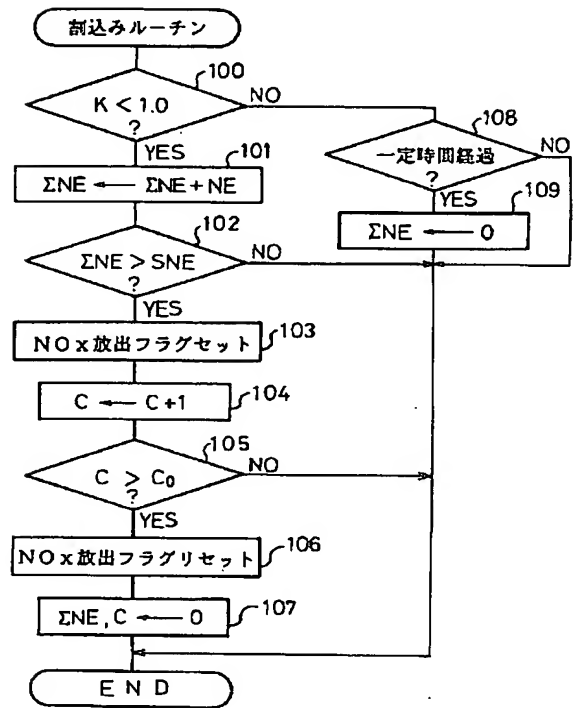 割込みルーチン
100
K < 1.0
?
NO
YES
108
一定時間経過
?
NO
YES
101
ΣNE ← ΣNE + NE
109
ΣNE ← 0
102
ΣNE > SNE
?
NO
YES
103
NOx放出フラグセット
104
C ← C+1
105
C > C₀
?
NO
YES
106
NOx放出フラグリセット
107
ΣNE, C ← 0
END